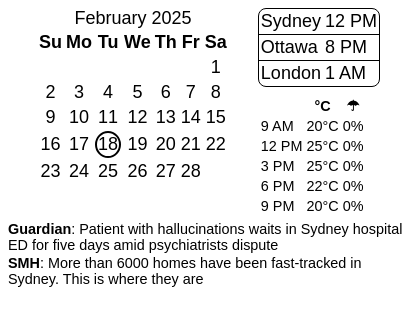 February 2025
Su Mo Tu We Th Fr Sa
1
2 3 4 5 6 7 8
9 10 11 12 13 14 15
16 17 18 19 20 21 22
23 24 25 26 27 28
Sydney 12 PM
Ottawa 8 PM
London 1 AM
°C ☂
9 AM 20°C 0%
12 PM 25°C 0%
3 PM 25°C 0%
6 PM 22°C 0%
9 PM 20°C 0%
Guardian: Patient with hallucinations waits in Sydney hospital
ED for five days amid psychiatrists dispute
SMH: More than 6000 homes have been fast-tracked in
Sydney. This is where they are